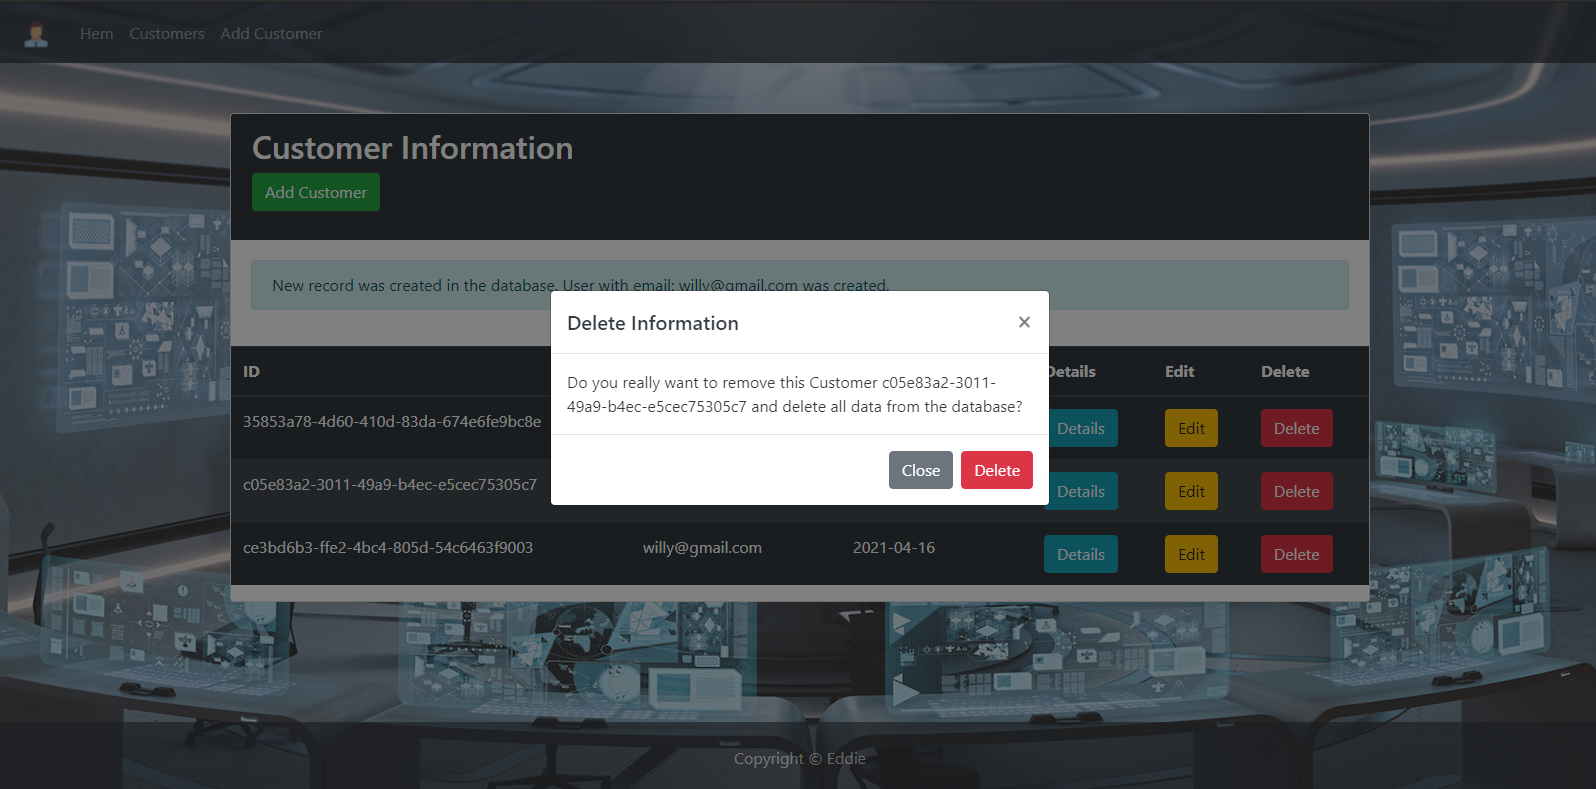 Hem Customers Add Customer
Customer Information
Add Customer
New record was created in the database. User with email: willy@gmail.com was created.
Delete Information ×
Do you really want to remove this Customer c05e83a2-3011-
49a9-b4ec-e5cec75305c7 and delete all data from the database?
Close Delete
ID Details Edit Delete
35853a78-4d60-410d-83da-674e6fe9bc8e Details Edit Delete
c05e83a2-3011-49a9-b4ec-e5cec75305c7 Details Edit Delete
ce3bd6b3-ffe2-4bc4-805d-54c6463f9003 willy@gmail.com 2021-04-16 Details Edit Delete
Copyright © Eddie